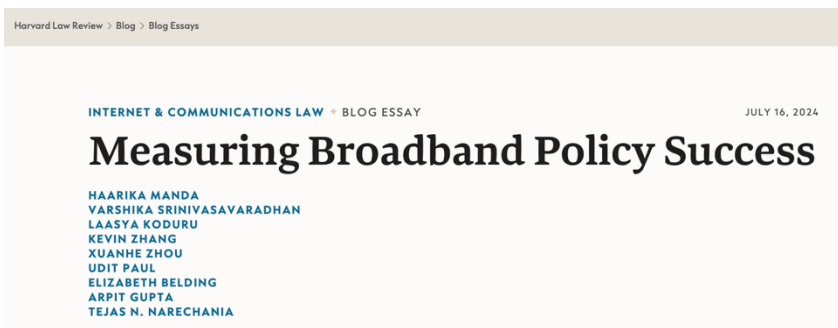 Harvard Law Review > Blog > Blog Essays
INTERNET & COMMUNICATIONS LAW + BLOG ESSAY
JULY 16, 2024
Measuring Broadband Policy Success
HAARIKA MANDA
VARSHIKA SRINIVASAVARADHAN
LAASYA KODURU
KEVIN ZHANG
XUANHE ZHOU
UDIT PAUL
ELIZABETH BELDING
ARPIT GUPTA
TEJAS N. NARECHANIA